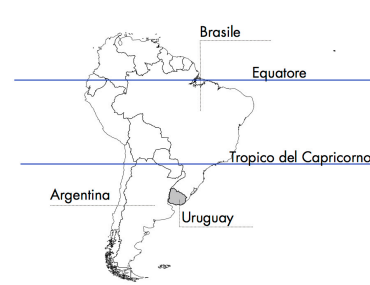 Brasile
Equatore
Tropico del Capricorno
Argentina
Uruguay